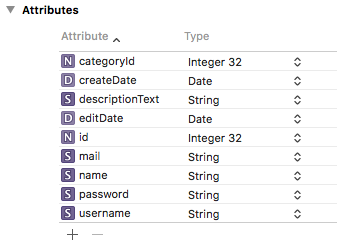 Attributes
Attribute Type
N categoryId Integer 32
D createDate Date
S descriptionText String
D editDate Date
N id Integer 32
S mail String
S name String
S password String
S username String